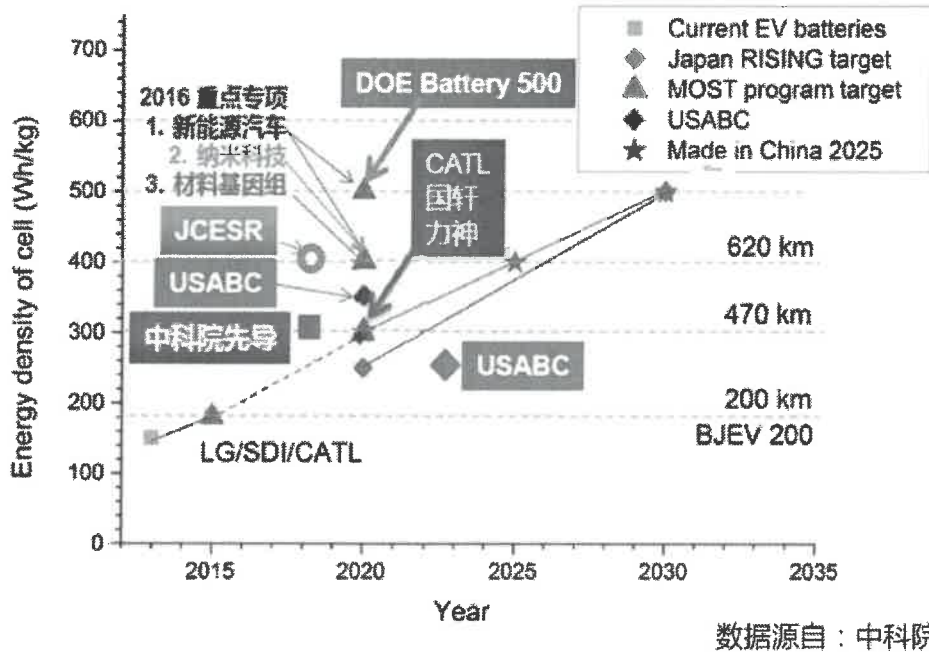 Energy density of cell (Wh/kg)
700
600
500
400
300
200
100
0
2015
2020
2025
2030
2035
Year
Current EV batteries
Japan RISING target
MOST program target
USABC
Made in China 2025
DOE Battery 500
2016 重点专项
1. 新能源汽车
2. 纳米科技
3. 材料基因组
CATL
国轩
力神
JCESR
USABC
中科院先导
USABC
LG/SDI/CATL
620 km
470 km
200 km
BJEV 200
数据源自：中科院